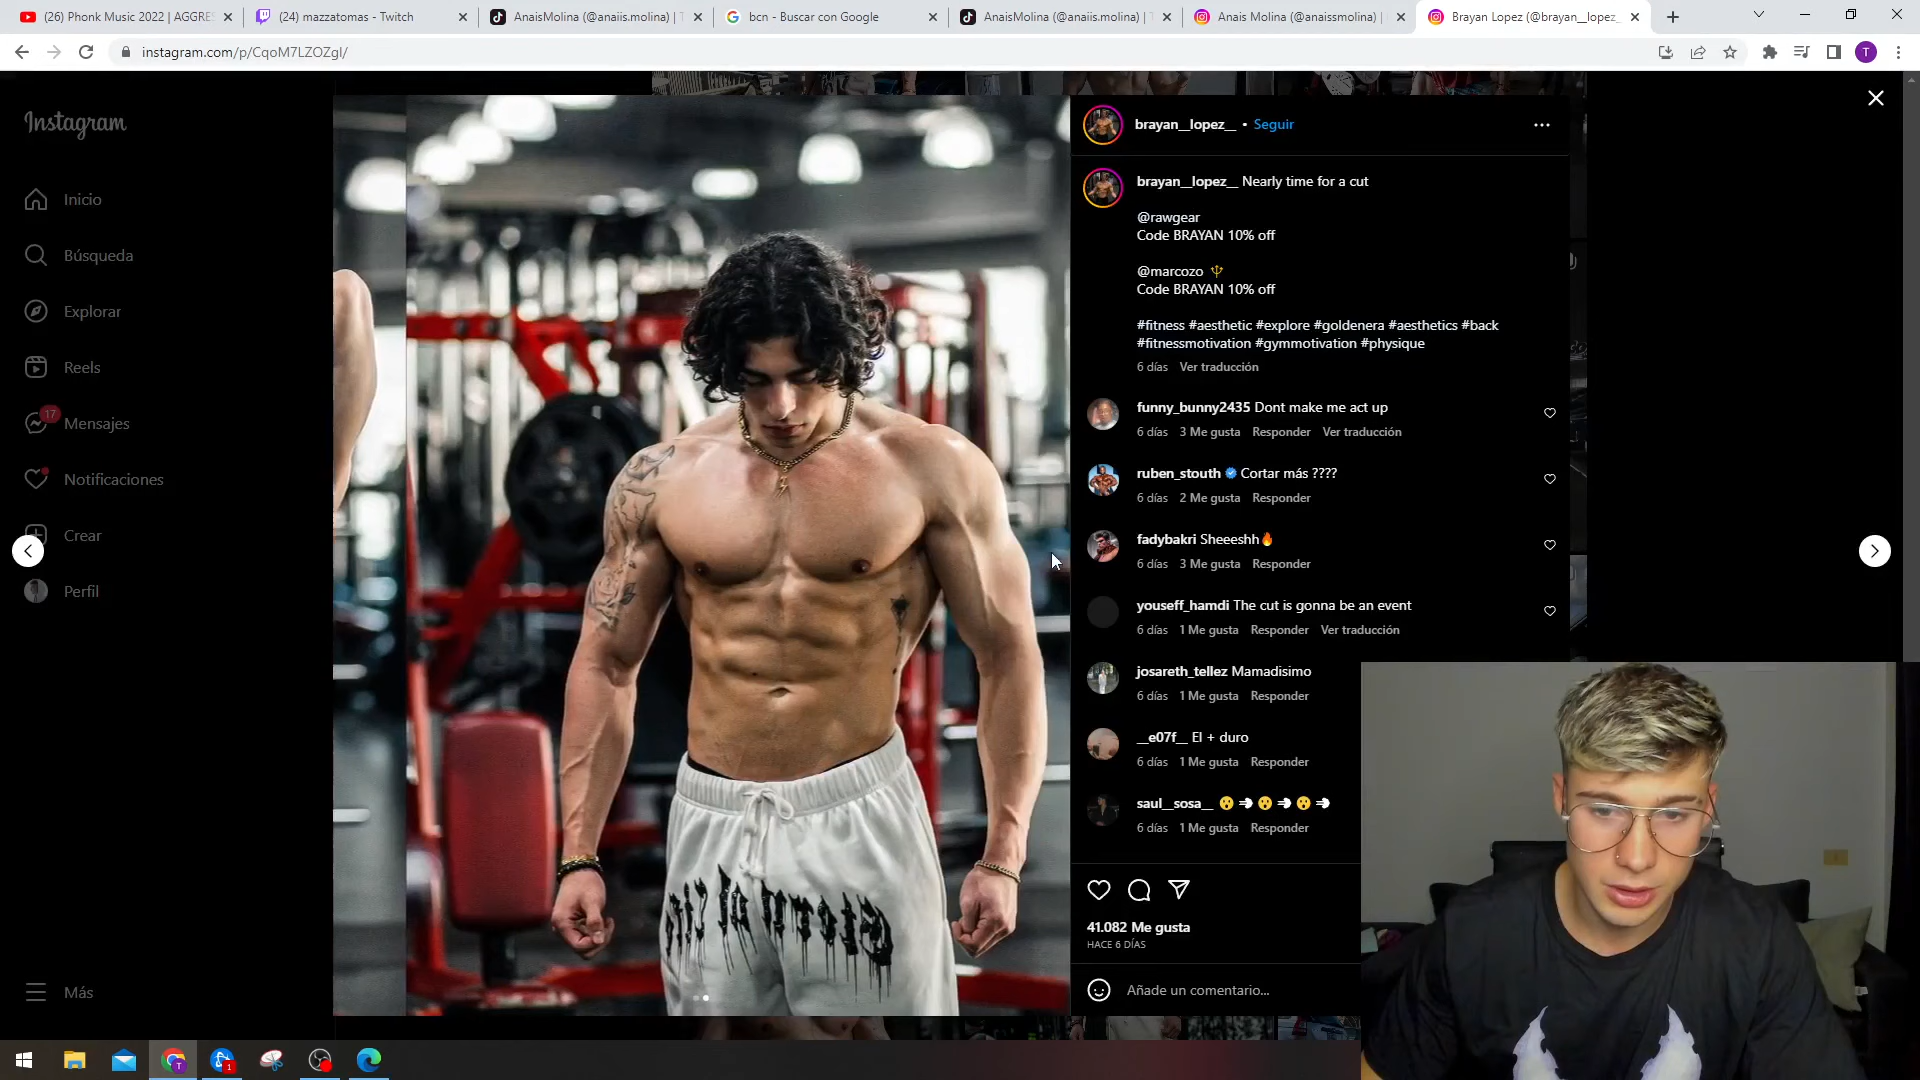 (26) Phonk Music 2022 | AGGRES
(24) mazzatomas - Twitch
AnaisMolina (@anaiis.molina) | T
bcn - Buscar con Google
AnaisMolina (@anaiis.molina) | T
Anais Molina (@anaissmolina) |
Brayan Lopez (@brayan__lopez_
instagram.com/p/CqoM7LZOZgl/
T
Instagram
Inicio
Búsqueda
Explorar
Reels
17
Mensajes
Notificaciones
Crear
Perfil
Más
brayan__lopez__ • Seguir
brayan__lopez__ Nearly time for a cut
@rawgear
Code BRAYAN 10% off
@marcozo 🔱
Code BRAYAN 10% off
#fitness #aesthetic #explore #goldenera #aesthetics #back
#fitnessmotivation #gymmotivation #physique
6 días Ver traducción
funny_bunny2435 Dont make me act up
6 días 3 Me gusta Responder Ver traducción
ruben_stouth Cortar más ????
6 días 2 Me gusta Responder
fadybakri Sheeeshh🔥
6 días 3 Me gusta Responder
youseff_hamdi The cut is gonna be an event
6 días 1 Me gusta Responder Ver traducción
josareth_tellez Mamadisimo
6 días 1 Me gusta Responder
__e07f__ El + duro
6 días 1 Me gusta Responder
saul__sosa__ 😮💨😮💨😮💨
6 días 1 Me gusta Responder
41.082 Me gusta
HACE 6 DÍAS
Añade un comentario...
T
1